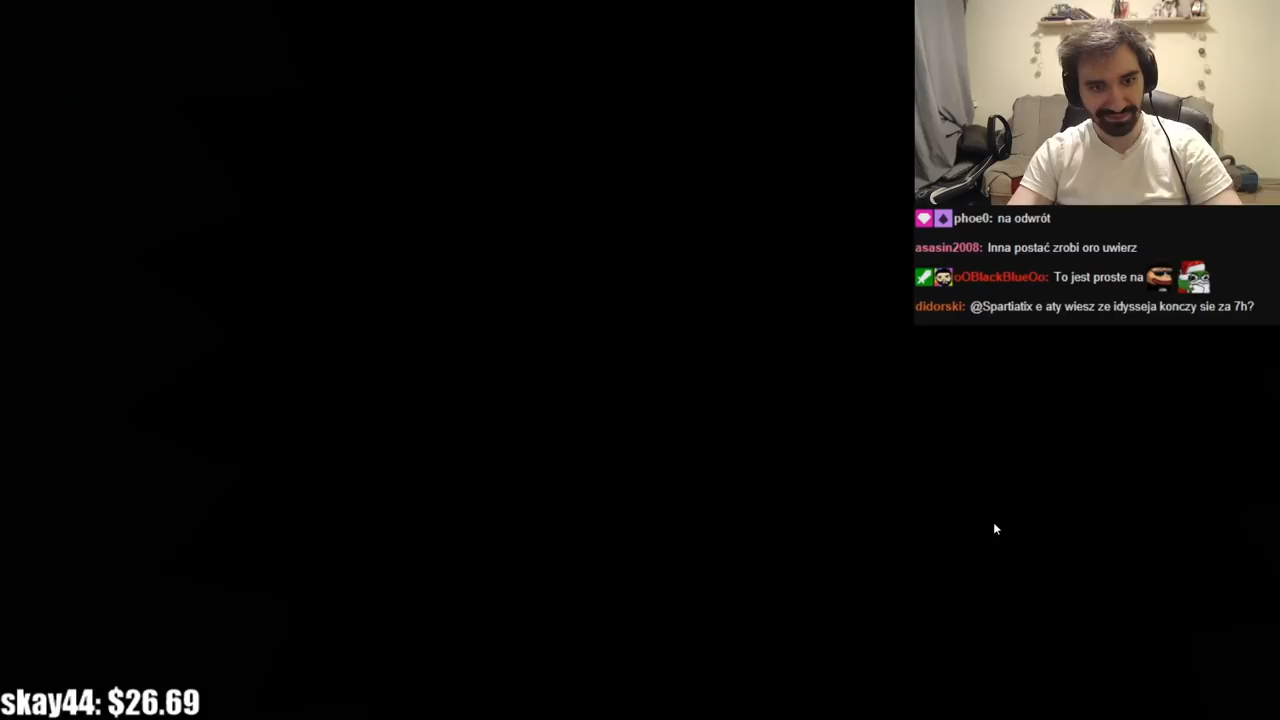 phoe0: na odwrót
asasin2008: Inna postać zrobi oro uwierz
oOBlackBlueOo: To jest proste na
didorski: @Spartiatix e aty wiesz ze idysseja konczy sie za 7h?
skay44: $26.69